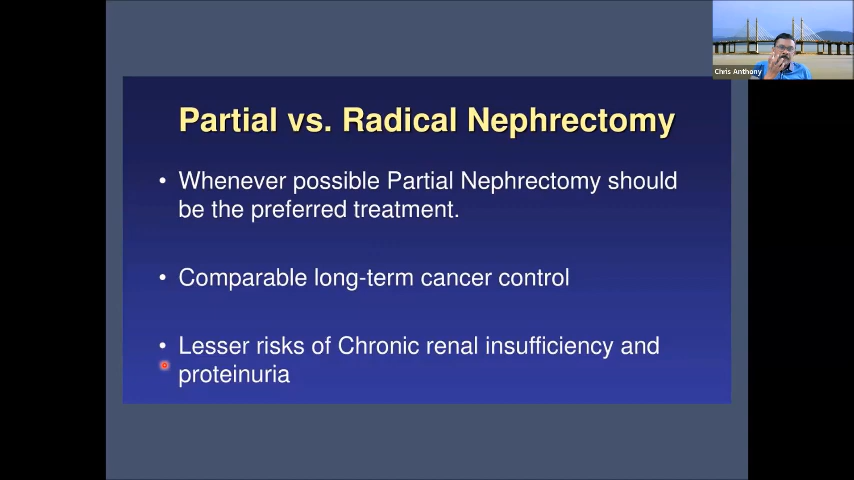 Chris Anthony
Partial vs. Radical Nephrectomy
• Whenever possible Partial Nephrectomy should
be the preferred treatment.
• Comparable long-term cancer control
• Lesser risks of Chronic renal insufficiency and
proteinuria